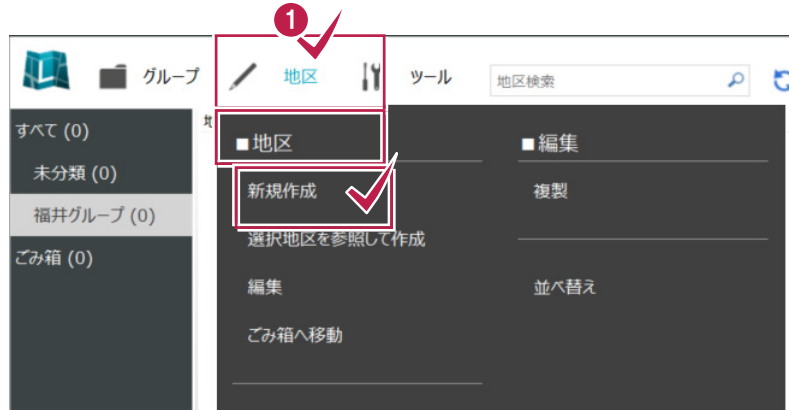 1
グループ 地区 ツール 地区検索
すべて (0)
未分類 (0)
福井グループ (0)
ごみ箱 (0)
■地区
新規作成
選択地区を参照して作成
編集
ごみ箱へ移動
■編集
複製
並べ替え